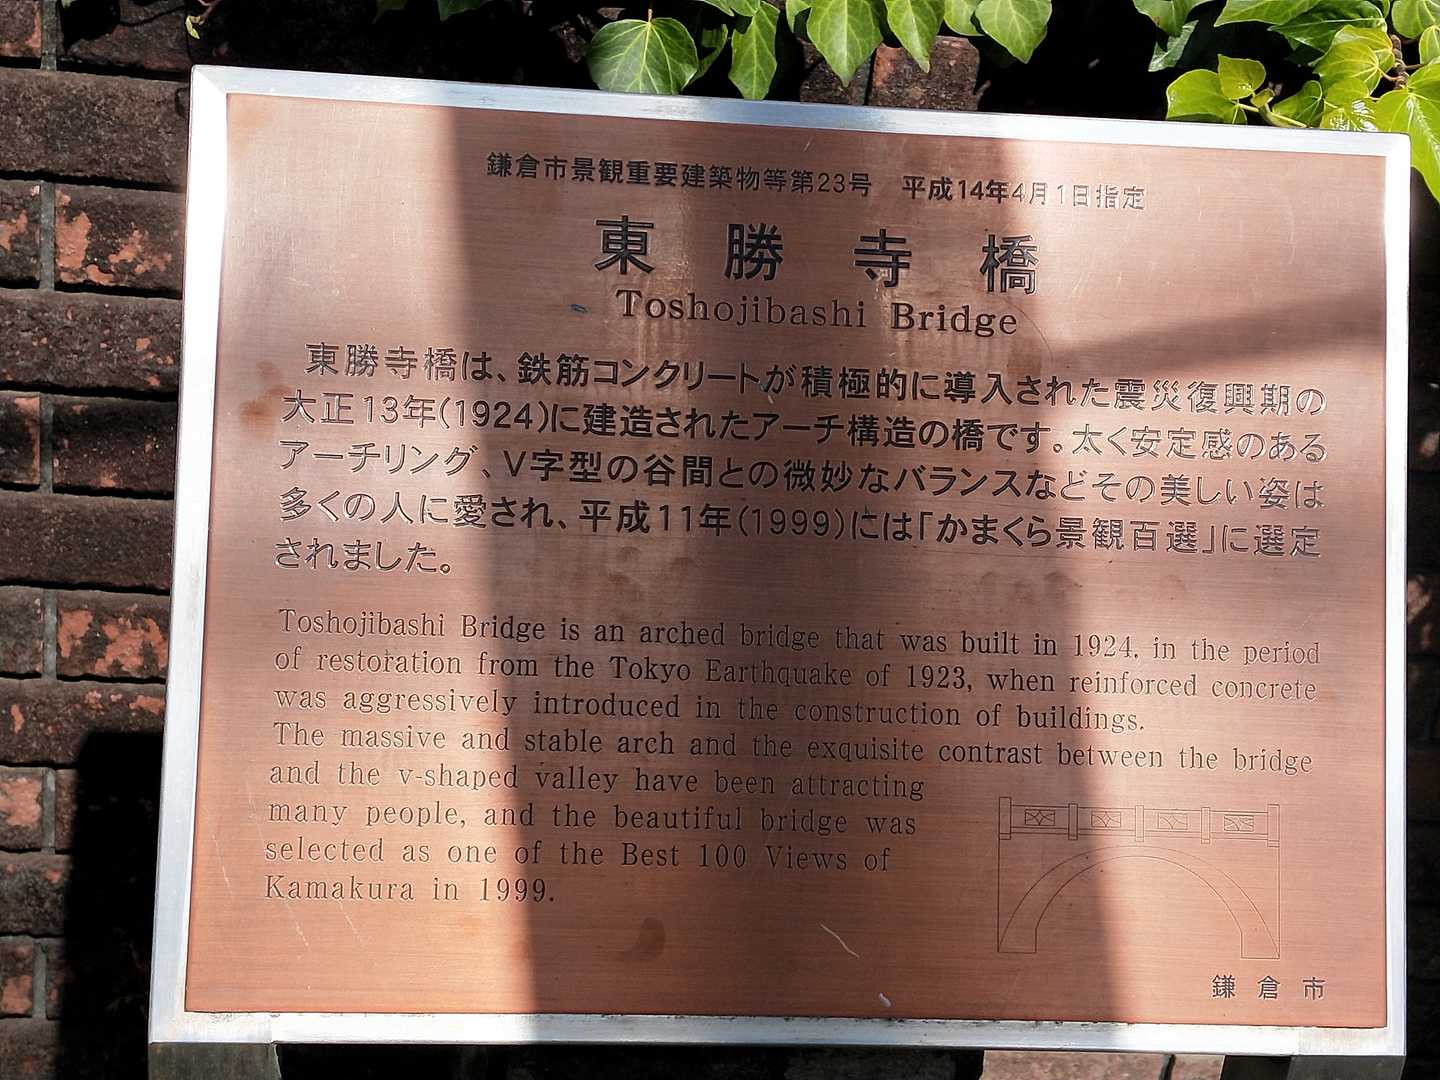 鎌倉市景観重要建築物等第23号　平成14年4月1日指定
東勝寺橋
Toshojibashi Bridge
東勝寺橋は、鉄筋コンクリートが積極的に導入された震災復興期の
大正13年(1924)に建造されたアーチ構造の橋です。太く安定感のある
アーチリング、V字型の谷間との微妙なバランスなどその美しい姿は
多くの人に愛され、平成11年(1999)には「かまくら景観百選」に選定
されました。
Toshojibashi Bridge is an arched bridge that was built in 1924, in the period
of restoration from the Tokyo Earthquake of 1923, when reinforced concrete
was aggressively introduced in the construction of buildings.
The massive and stable arch and the exquisite contrast between the bridge
and the v-shaped valley have been attracting
many people, and the beautiful bridge was
selected as one of the Best 100 Views of
Kamakura in 1999.
鎌倉市